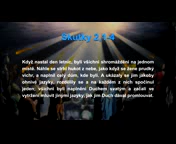 Skutky 2 1-4
Když nastal den letnic, byli všichni shromážděni na jednom
místě. Náhle se strhl hukot z nebe, jako když se žene prudký
vichr, a naplnil celý dům, kde byli. A ukázaly se jim jakoby
ohnivé jazyky, rozdělily se a na každém z nich spočinul
jeden; všichni byli naplněni Duchem svatým a začali ve
vytržení mluvit jinými jazyky, jak jim Duch dával promlouvat.